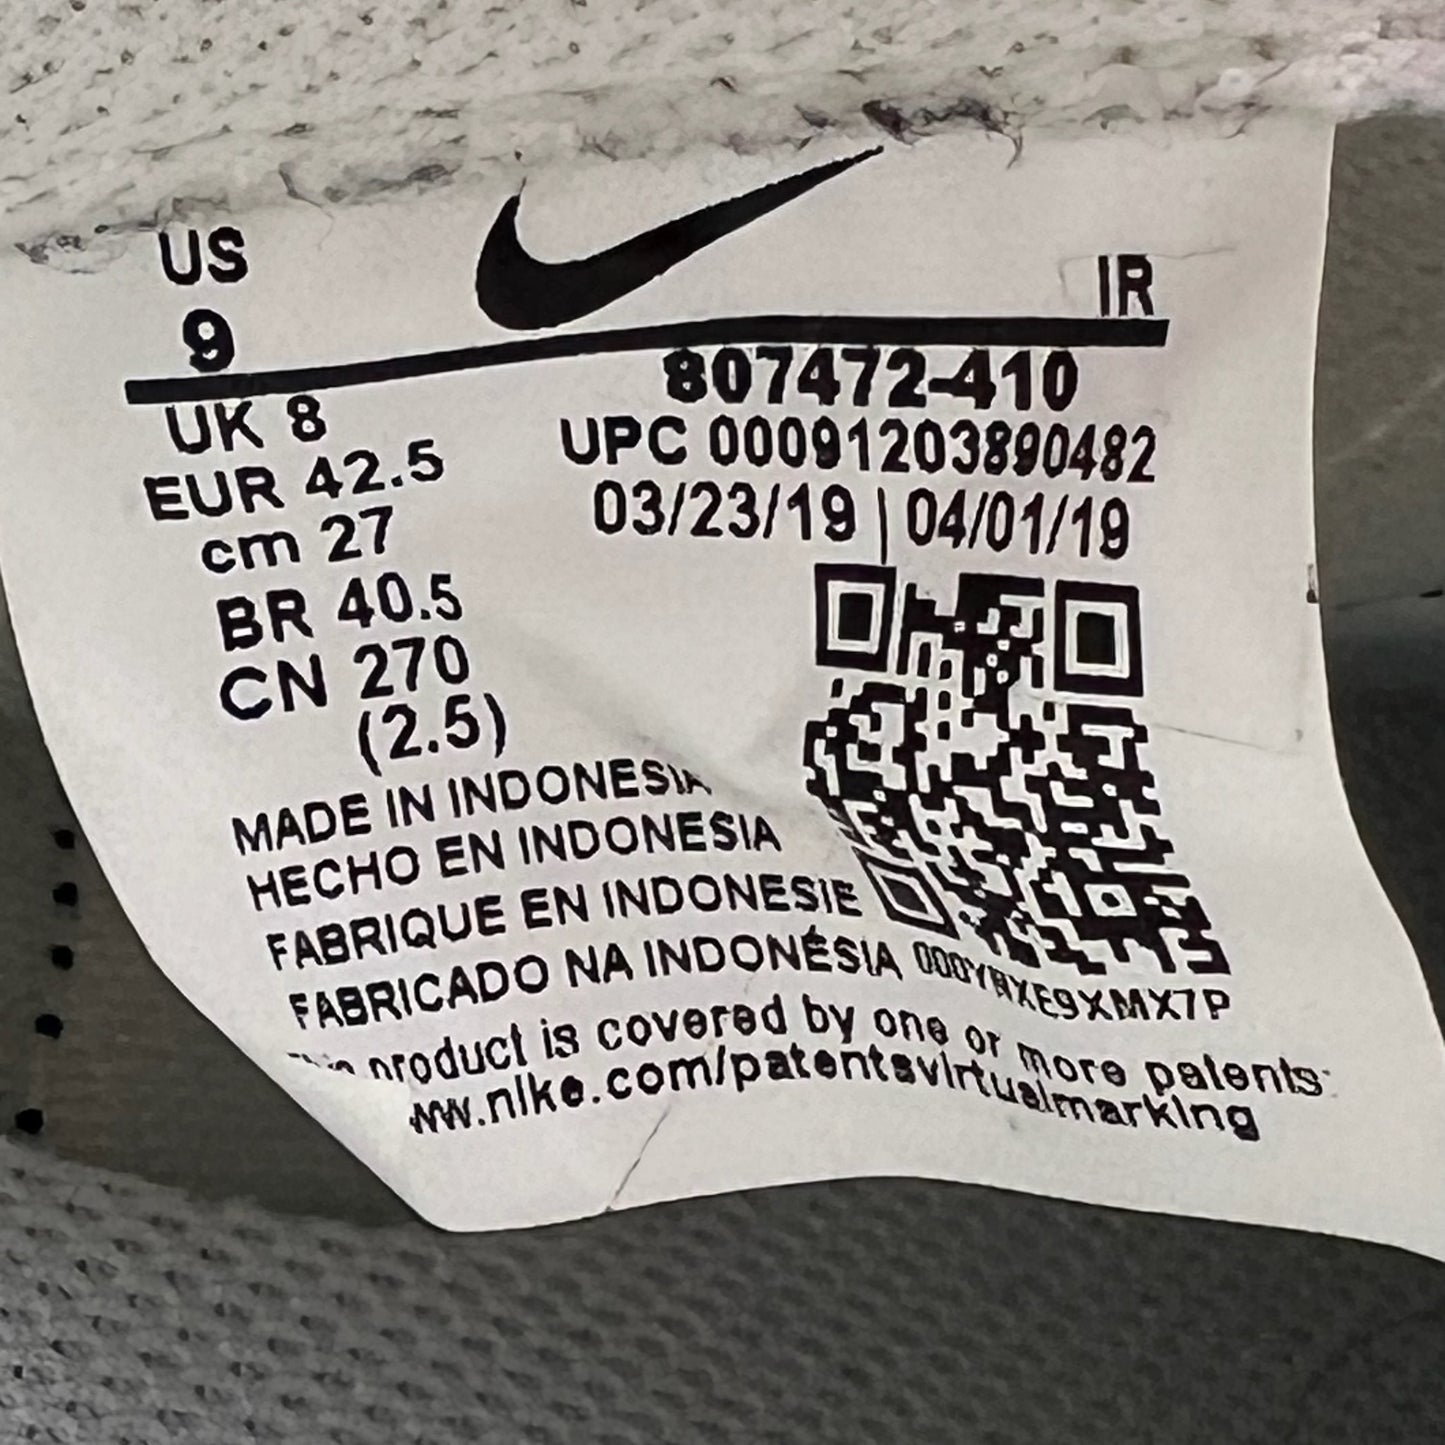 US
9
IR
807472-410
UPC 00091203890482
03/23/19 | 04/01/19
UK 8
EUR 42.5
cm 27
BR 40.5
CN 270
(2.5)
MADE IN INDONESIA
HECHO EN INDONESIA
FABRIQUE EN INDONESIE
FABRICADO NA INDONÉSIA
product is covered by one or more patents:
ww.nike.com/patentsvirtualmarking